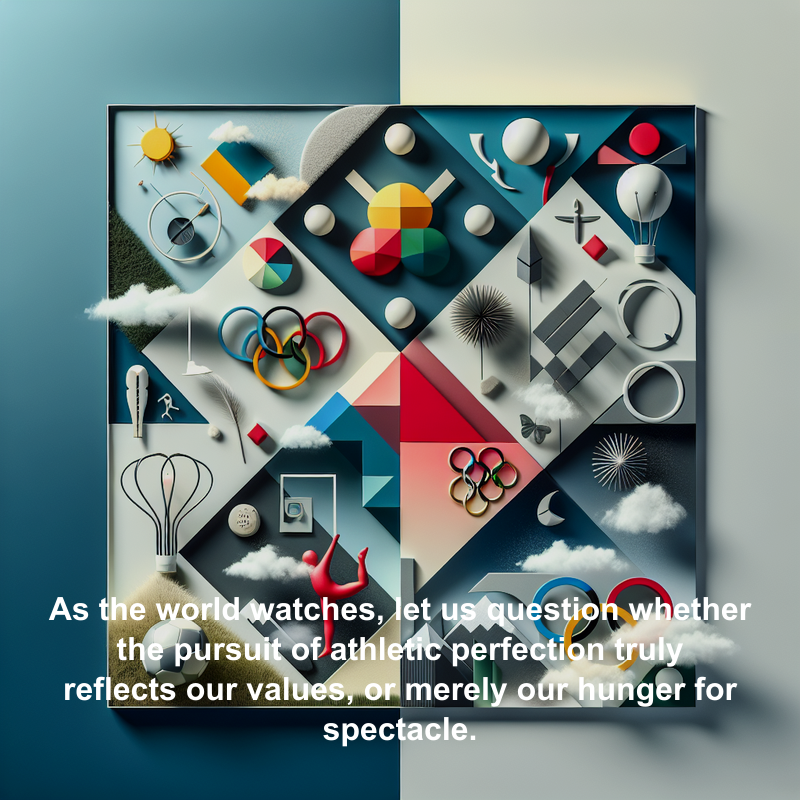 As the world watches, let us question whether
the pursuit of athletic perfection truly
reflects our values, or merely our hunger for
spectacle.